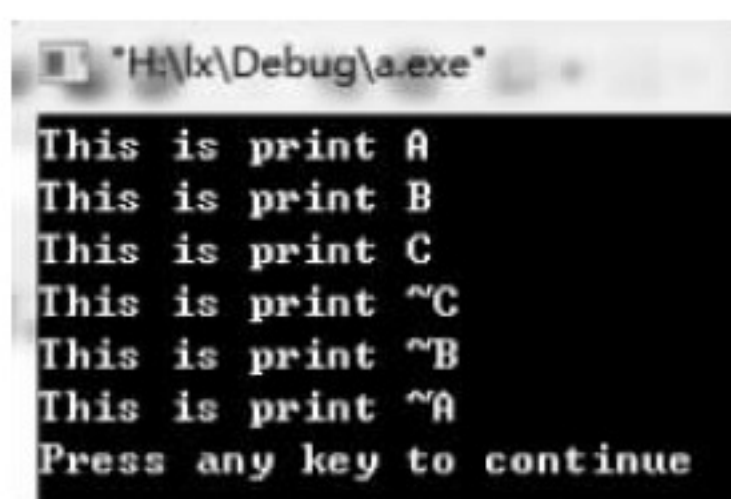 "H:\lx\Debug\a.exe"
This is print A
This is print B
This is print C
This is print ~C
This is print ~B
This is print ~A
Press any key to continue